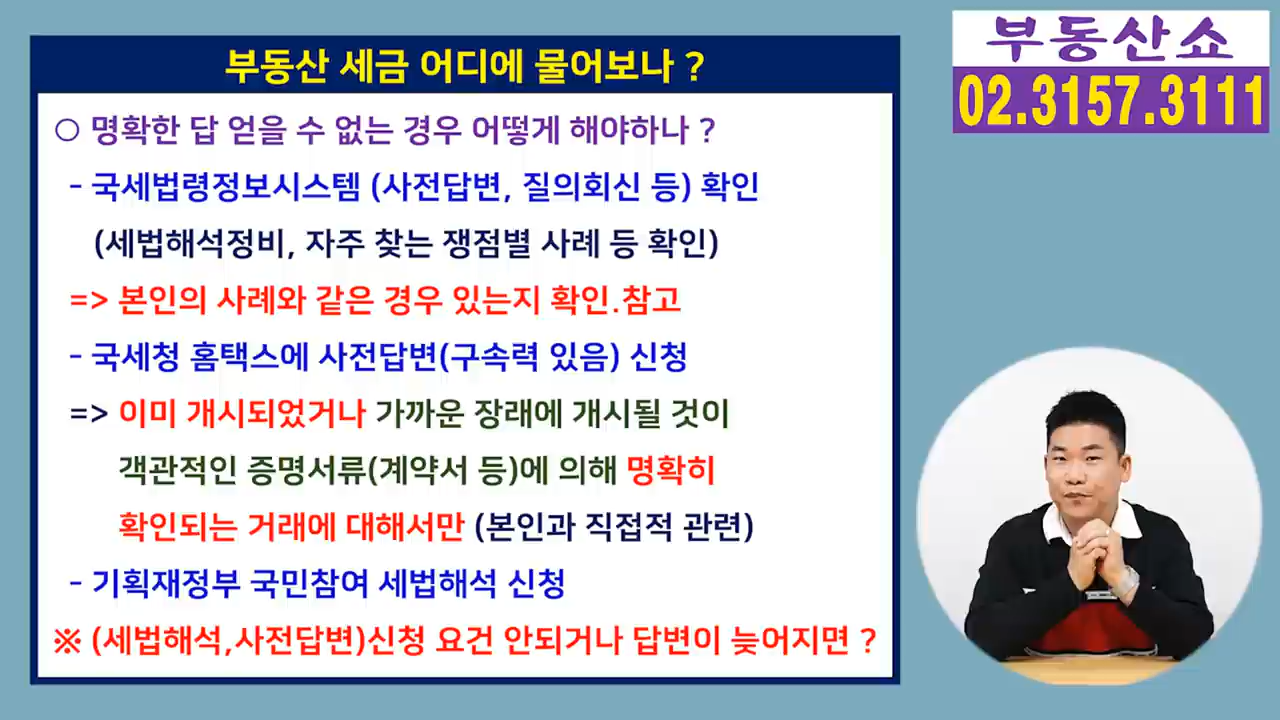 부동산쇼
02.3157.3111
부동산 세금 어디에 물어보나 ?
○ 명확한 답 얻을 수 없는 경우 어떻게 해야하나 ?
- 국세법령정보시스템 (사전답변, 질의회신 등) 확인
(세법해석정비, 자주 찾는 쟁점별 사례 등 확인)
=> 본인의 사례와 같은 경우 있는지 확인.참고
- 국세청 홈택스에 사전답변(구속력 있음) 신청
=> 이미 개시되었거나 가까운 장래에 개시될 것이
객관적인 증명서류(계약서 등)에 의해 명확히
확인되는 거래에 대해서만 (본인과 직접적 관련)
- 기획재정부 국민참여 세법해석 신청
※ (세법해석,사전답변)신청 요건 안되거나 답변이 늦어지면 ?